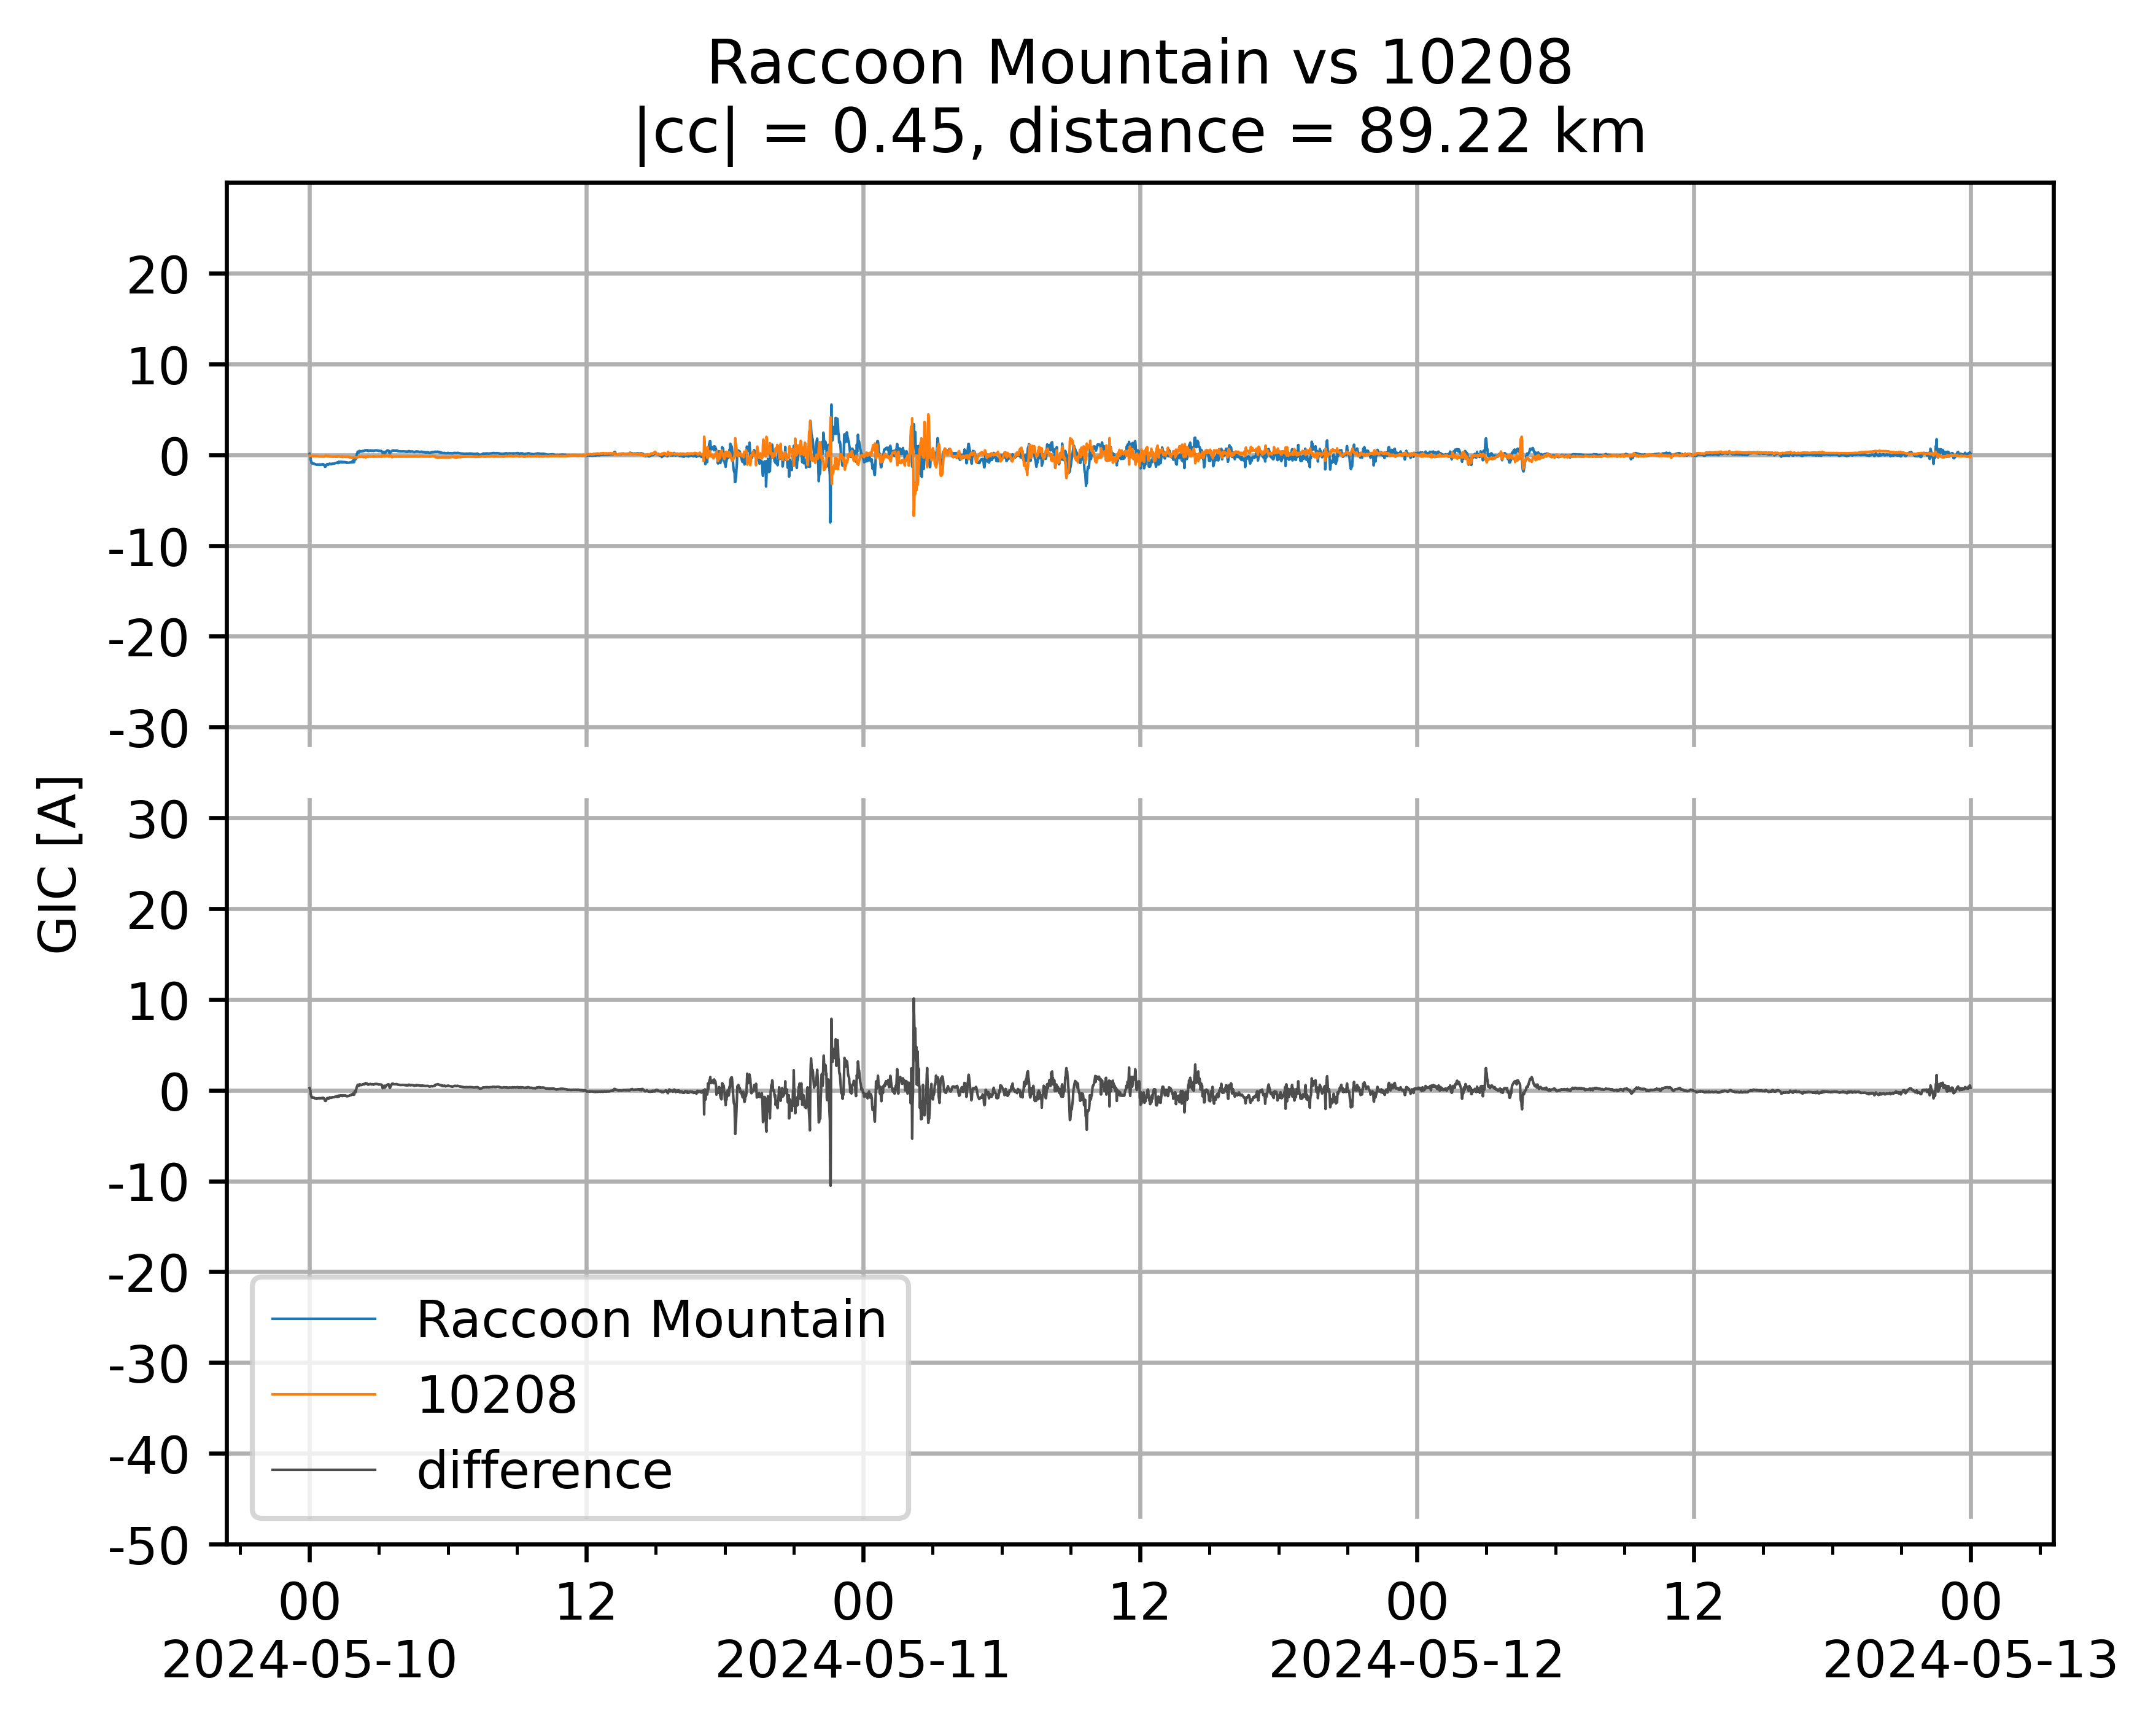 Raccoon Mountain vs 10208
|cc| = 0.45, distance = 89.22 km
GIC [A]
20
10
0
-10
-20
-30
30
20
10
0
-10
-20
-30
-40
-50
Raccoon Mountain
10208
difference
00 12 00 12 00 12 00
2024-05-10 2024-05-11 2024-05-12 2024-05-13